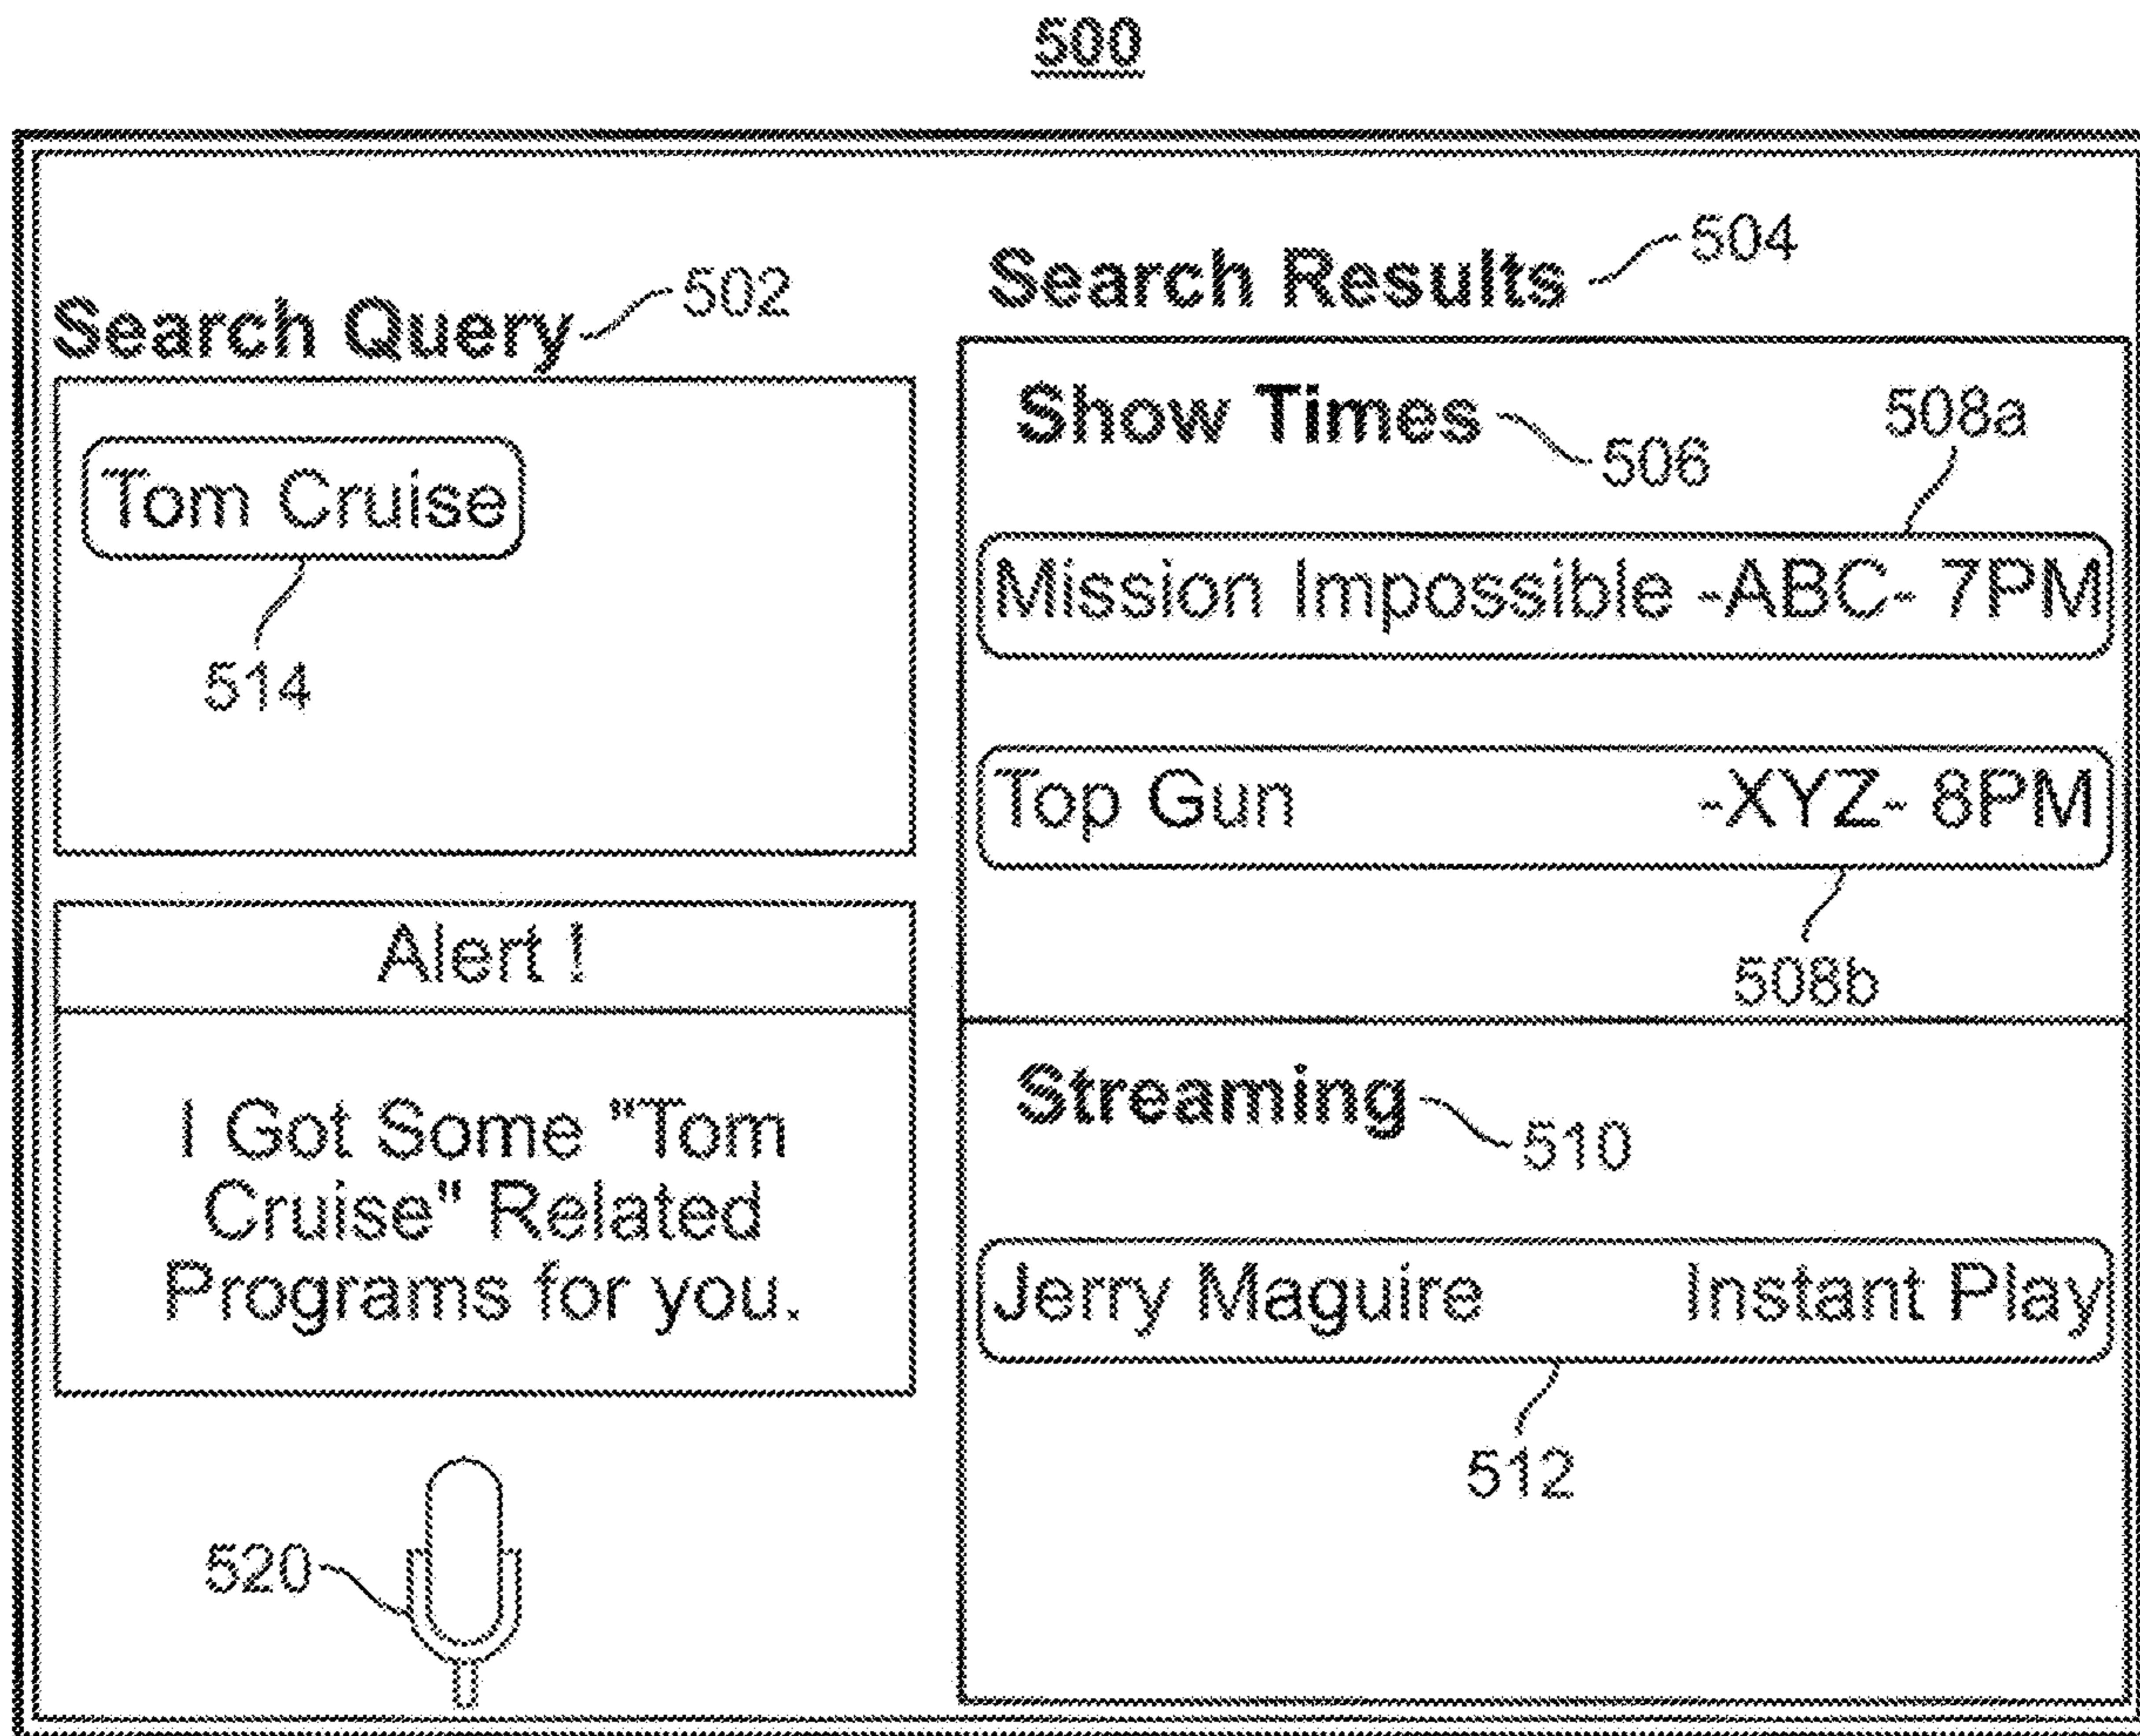 500
Search Query 502
Tom Cruise
514
Alert !
I Got Some "Tom
Cruise" Related
Programs for you.
520
Search Results 504
Show Times 506
508a
Mission Impossible -ABC- 7PM
Top Gun -XYZ- 8PM
508b
Streaming 510
Jerry Maguire Instant Play
512